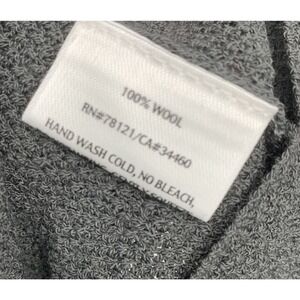 100% WOOL
RN#78121/CA#34460
HAND WASH COLD, NO BLEACH,